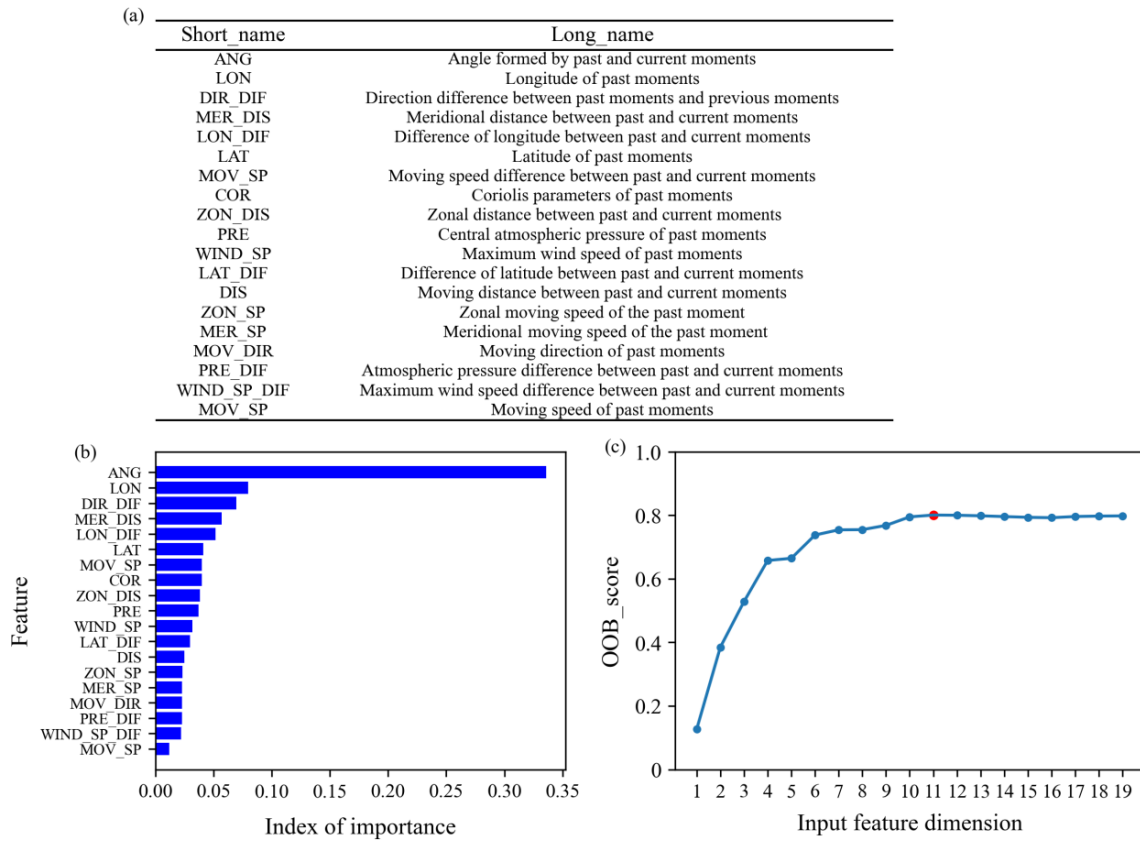 (a)
Short_name Long_name
ANG Angle formed by past and current moments
LON Longitude of past moments
DIR_DIF Direction difference between past moments and previous moments
MER_DIS Meridional distance between past and current moments
LON_DIF Difference of longitude between past and current moments
LAT Latitude of past moments
MOV_SP Moving speed difference between past and current moments
COR Coriolis parameters of past moments
ZON_DIS Zonal distance between past and current moments
PRE Central atmospheric pressure of past moments
WIND_SP Maximum wind speed of past moments
LAT_DIF Difference of latitude between past and current moments
DIS Moving distance between past and current moments
ZON_SP Zonal moving speed of the past moment
MER_SP Meridional moving speed of the past moment
MOV_DIR Moving direction of past moments
PRE_DIF Atmospheric pressure difference between past and current moments
WIND_SP_DIF Maximum wind speed difference between past and current moments
MOV_SP Moving speed of past moments
(b)
Feature
ANG
LON
DIR_DIF
MER_DIS
LON_DIF
LAT
MOV_SP
COR
ZON_DIS
PRE
WIND_SP
LAT_DIF
DIS
ZON_SP
MER_SP
MOV_DIR
PRE_DIF
WIND_SP_DIF
MOV_SP
0.00 0.05 0.10 0.15 0.20 0.25 0.30 0.35
Index of importance
(c)
OOB_score
1.0
0.8
0.6
0.4
0.2
0
1 2 3 4 5 6 7 8 9 10 11 12 13 14 15 16 17 18 19
Input feature dimension